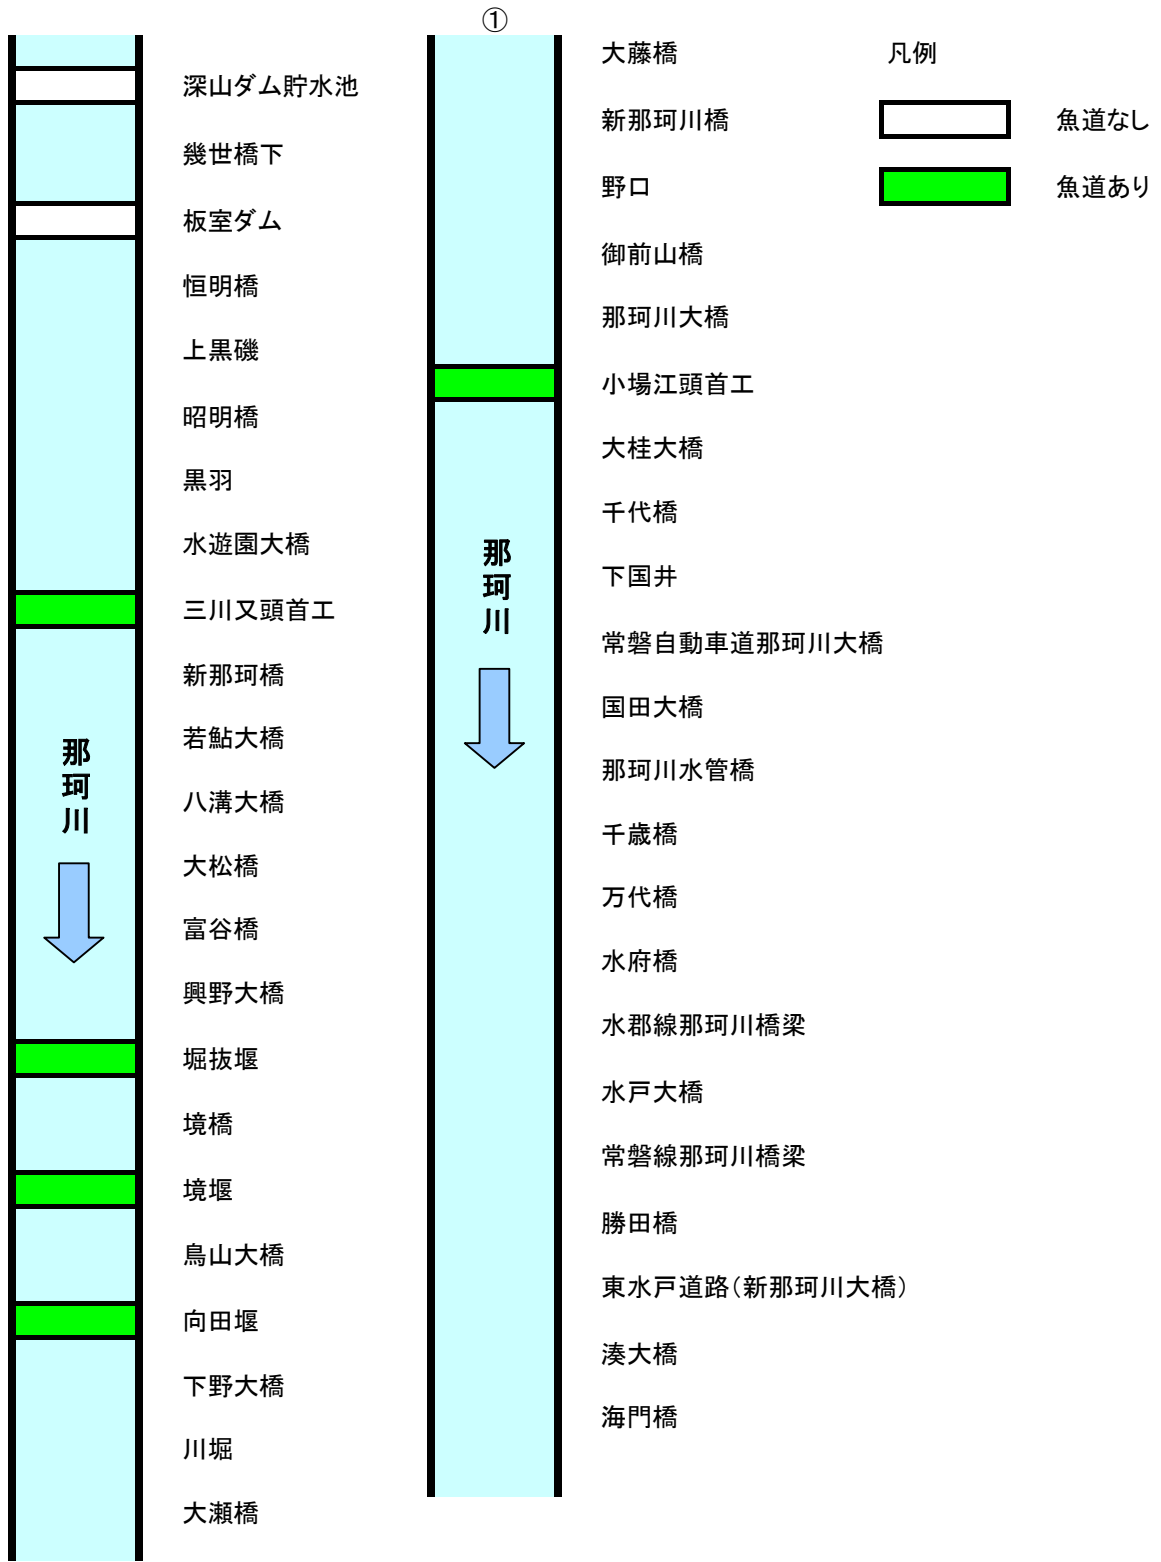 深山ダム貯水池
幾世橋下
板室ダム
恒明橋
上黒磯
昭明橋
黒羽
水遊園大橋
三川又頭首工
新那珂橋
若鮎大橋
八溝大橋
大松橋
富谷橋
興野大橋
堀抜堰
境橋
境堰
烏山大橋
向田堰
下野大橋
川堀
大瀬橋
那珂川
①
大藤橋
新那珂川橋
野口
御前山橋
那珂川大橋
小場江頭首工
大桂大橋
千代橋
下国井
常磐自動車道那珂川大橋
国田大橋
那珂川水管橋
千歳橋
万代橋
水府橋
水郡線那珂川橋梁
水戸大橋
常磐線那珂川橋梁
勝田橋
東水戸道路（新那珂川大橋）
湊大橋
海門橋
那珂川
凡例
魚道なし
魚道あり